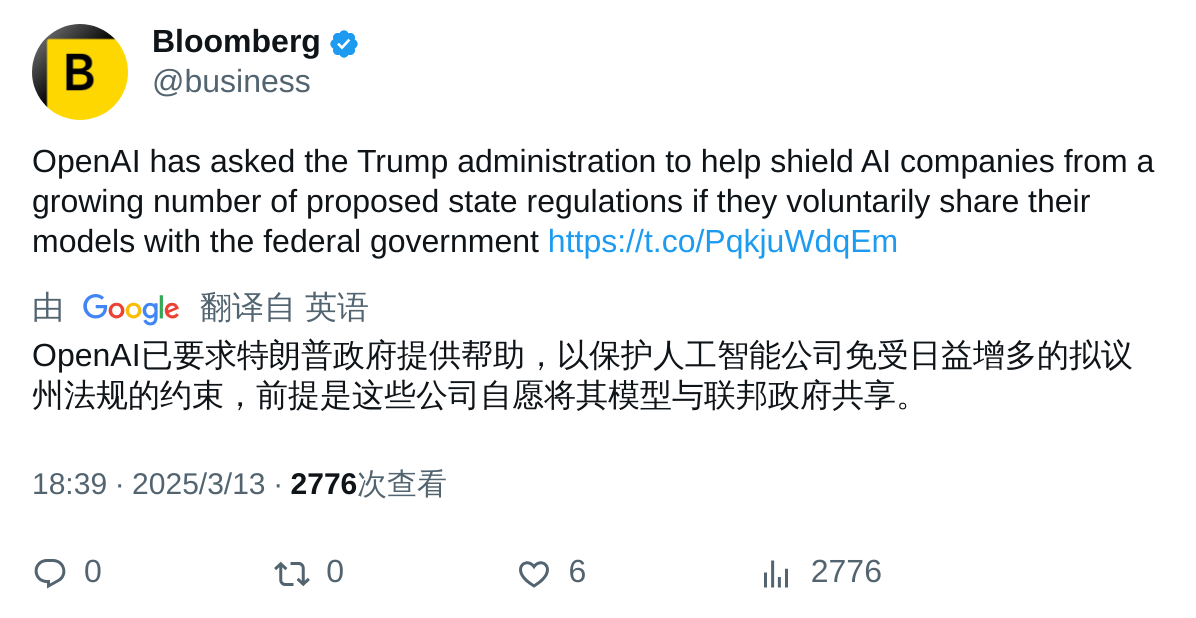 B
Bloomberg
@business
OpenAI has asked the Trump administration to help shield AI companies from a
growing number of proposed state regulations if they voluntarily share their
models with the federal government https://t.co/PqkjuWdqEm
由 Google 翻译自 英语
OpenAI已要求特朗普政府提供帮助，以保护人工智能公司免受日益增多的拟议
州法规的约束，前提是这些公司自愿将其模型与联邦政府共享。
18:39 · 2025/3/13 · 2776次查看
0 0 6 2776